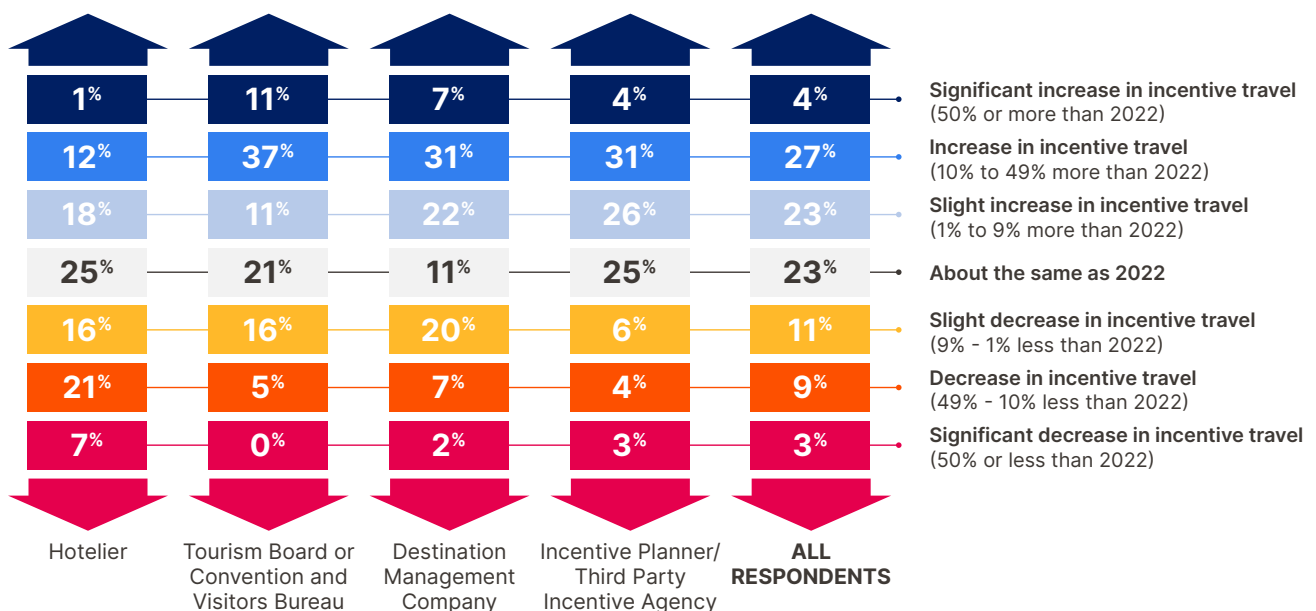 1% 11% 7% 4% 4% Significant increase in incentive travel
(50% or more than 2022)
12% 37% 31% 31% 27% Increase in incentive travel
(10% to 49% more than 2022)
18% 11% 22% 26% 23% Slight increase in incentive travel
(1% to 9% more than 2022)
25% 21% 11% 25% 23% About the same as 2022
16% 16% 20% 6% 11% Slight decrease in incentive travel
(9% - 1% less than 2022)
21% 5% 7% 4% 9% Decrease in incentive travel
(49% - 10% less than 2022)
7% 0% 2% 3% 3% Significant decrease in incentive travel
(50% or less than 2022)
Hotelier
Tourism Board or
Convention and
Visitors Bureau
Destination
Management
Company
Incentive Planner/
Third Party
Incentive Agency
ALL
RESPONDENTS